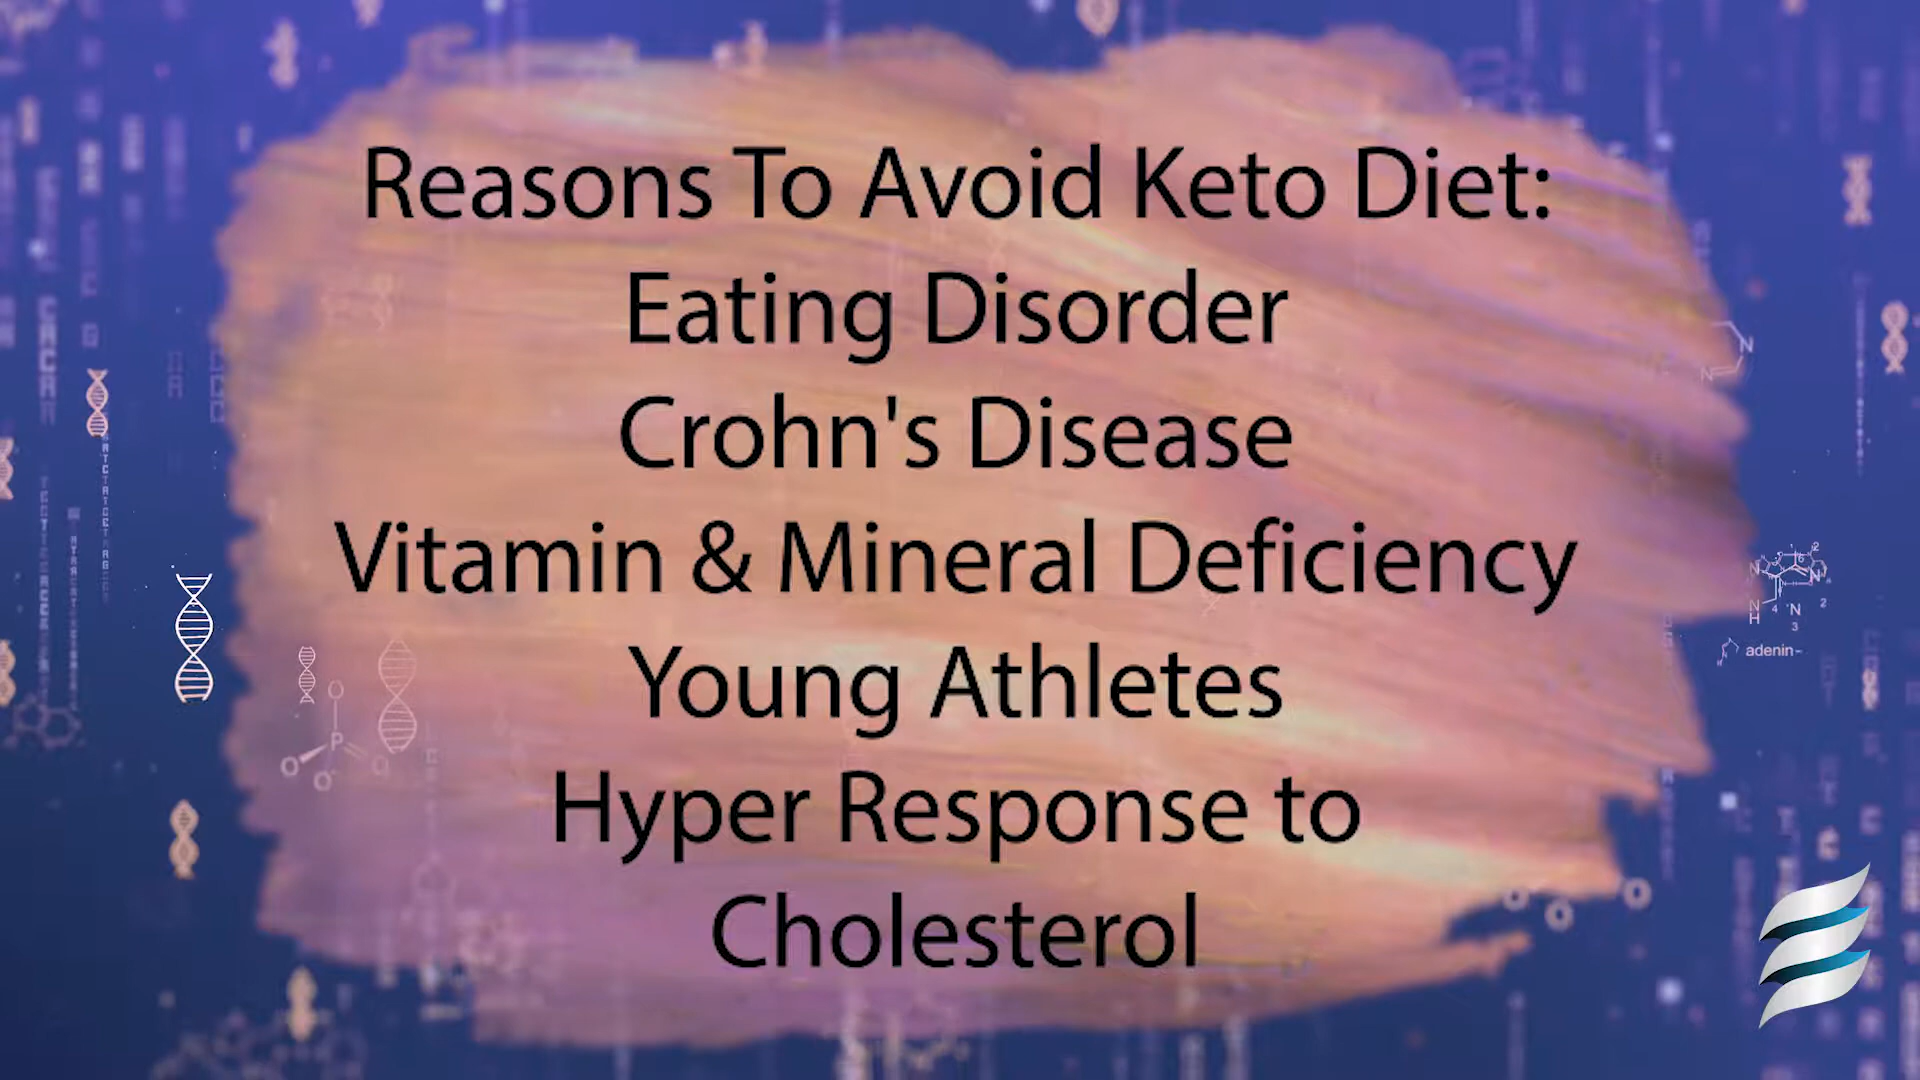 Reasons To Avoid Keto Diet:
Eating Disorder
Crohn's Disease
Vitamin & Mineral Deficiency
Young Athletes
Hyper Response to
Cholesterol
adenin-